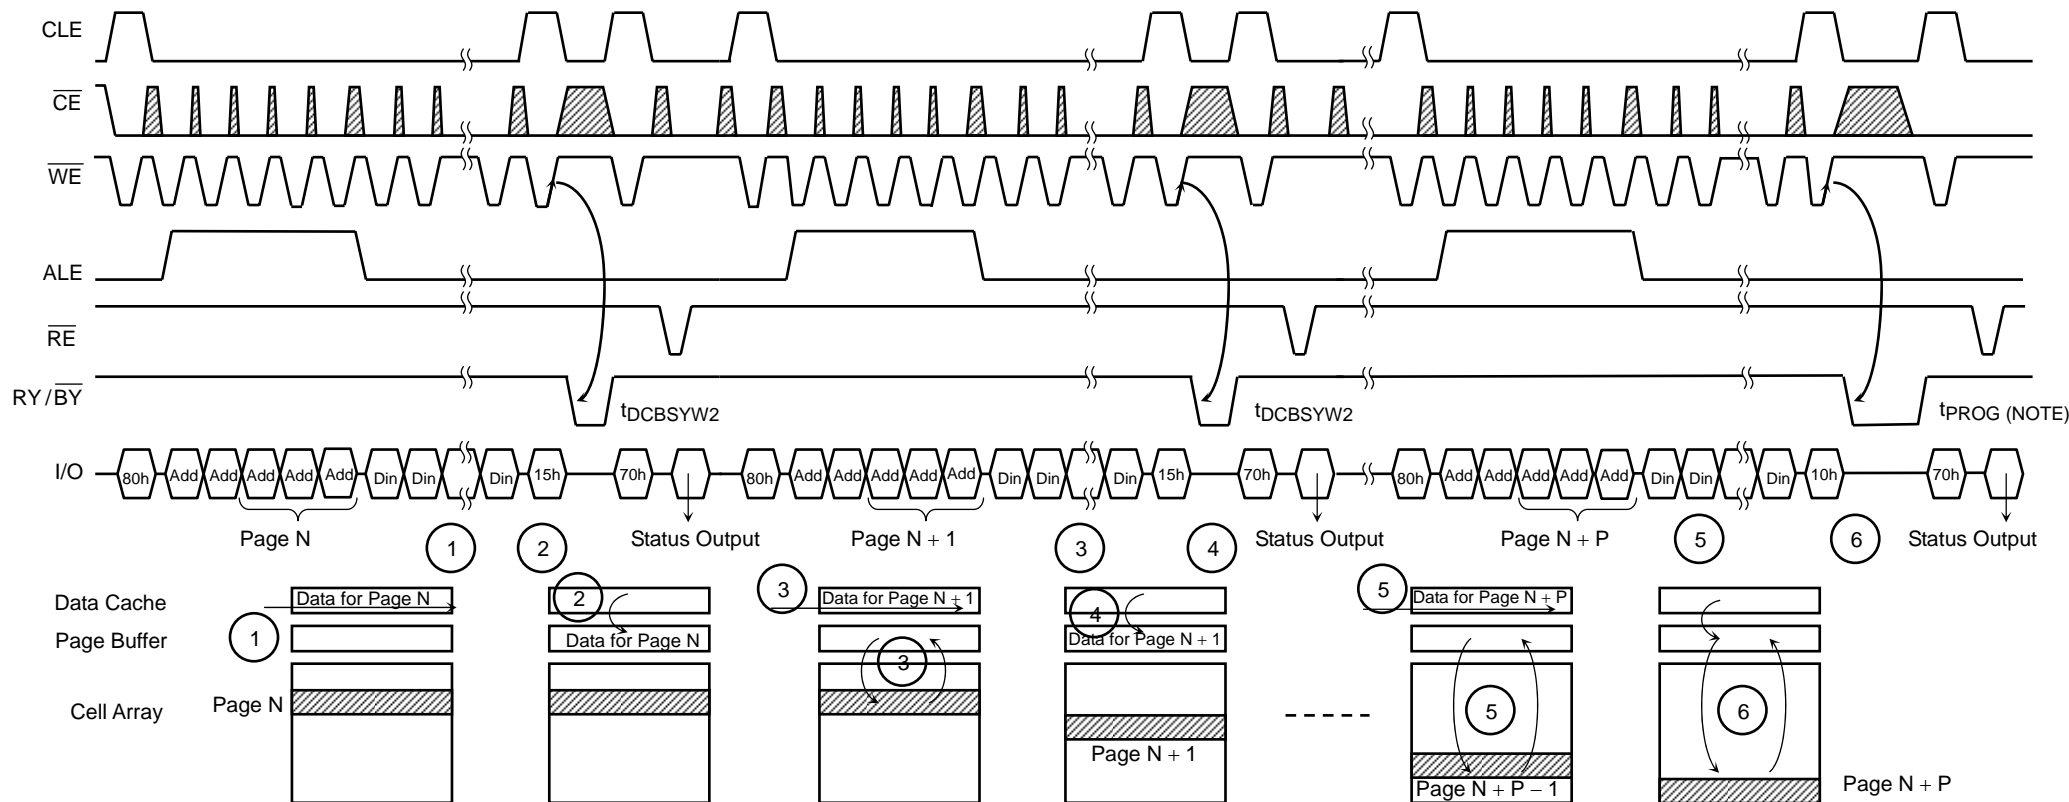 CLE
CE
WE
ALE
RE
RY/BY
tDCBSYW2 tDCBSYW2 tPROG (NOTE)
I/O 80h Add Add Add Add Add Din Din Din 15h 70h 80h Add Add Add Add Add Din Din Din 15h 70h 80h Add Add Add Add Add Din Din Din 10h 70h
Page N 1 2 Status Output Page N + 1 3 4 Status Output Page N + P 5 6 Status Output
Data Cache Data for Page N 2 3 Data for Page N + 1 4 5 Data for Page N + P
Page Buffer 1 Data for Page N 3 Data for Page N + 1
Cell Array Page N 5 6
Page N + 1
Page N + P − 1 Page N + P